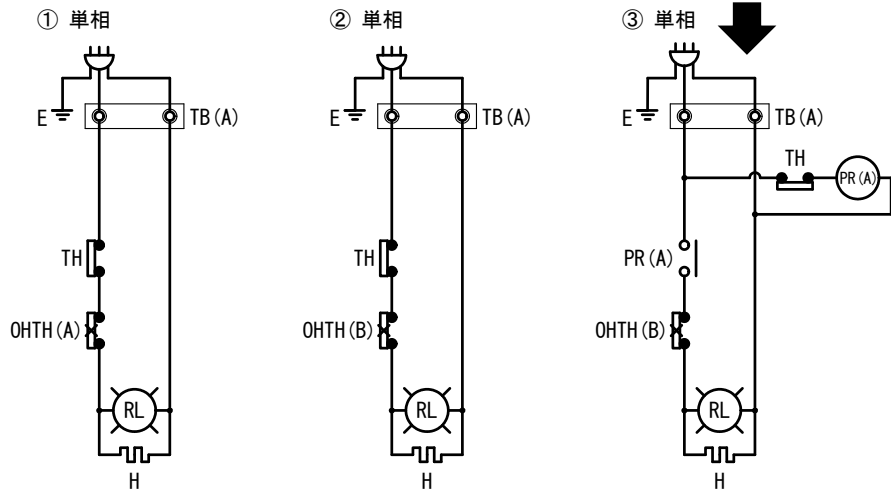 ① 単相
E
TB(A)
TH
OHTH(A)
RL
H
② 単相
E
TB(A)
TH
OHTH(B)
RL
H
③ 単相
E
TB(A)
TH
PR(A)
PR(A)
OHTH(B)
RL
H